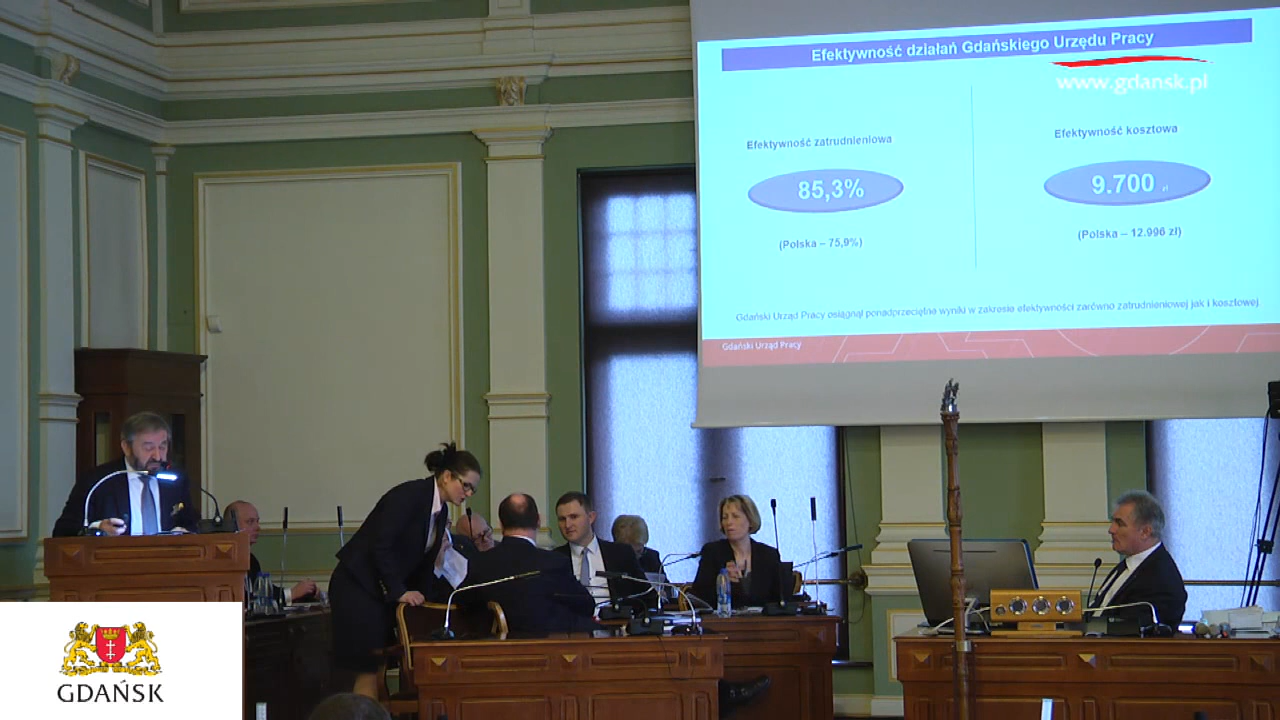 Efektywność działań Gdańskiego Urzędu Pracy
www.gdansk.pl
Efektywność zatrudnieniowa
85,3%
(Polska – 75,9%)
Efektywność kosztowa
9.700 zł
(Polska – 12.996 zł)
Gdański Urząd Pracy osiągnął ponadprzeciętne wyniki w zakresie efektywności zarówno zatrudnieniowej jak i kosztowej
Gdański Urząd Pracy
GDAŃSK